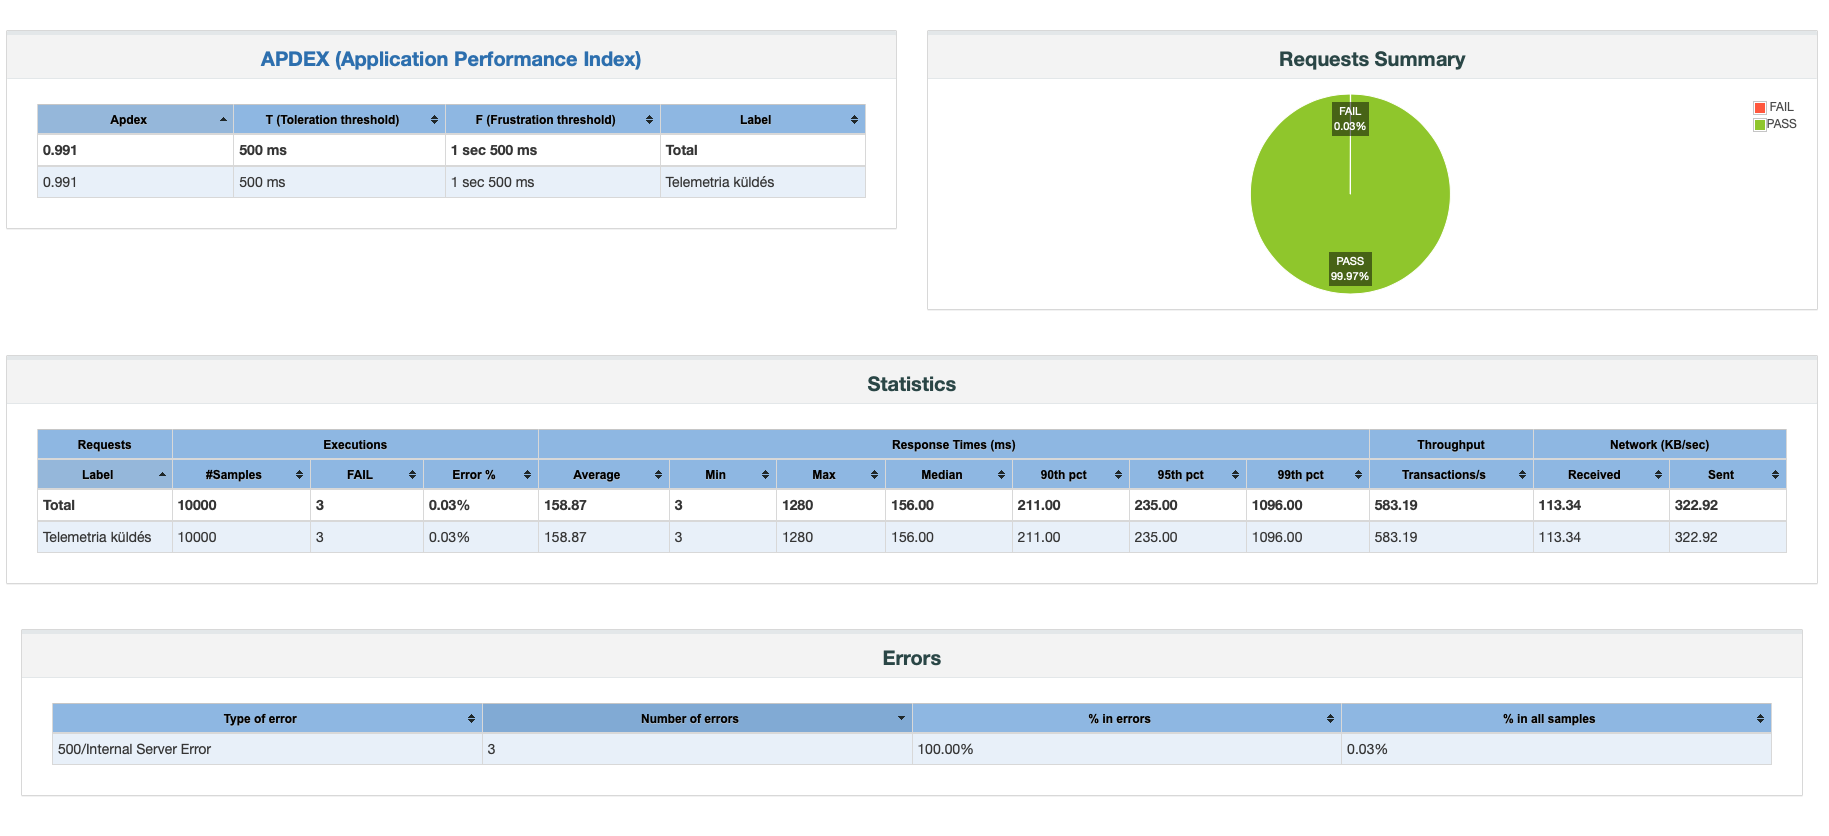 APDEX (Application Performance Index)
Apdex T (Toleration threshold) F (Frustration threshold) Label
0.991 500 ms 1 sec 500 ms Total
0.991 500 ms 1 sec 500 ms Telemetria küldés
Requests Summary
FAIL
0.03%
PASS
99.97%
FAIL
PASS
Statistics
Requests Executions Response Times (ms) Throughput Network (KB/sec)
Label #Samples FAIL Error % Average Min Max Median 90th pct 95th pct 99th pct Transactions/s Received Sent
Total 10000 3 0.03% 158.87 3 1280 156.00 211.00 235.00 1096.00 583.19 113.34 322.92
Telemetria küldés 10000 3 0.03% 158.87 3 1280 156.00 211.00 235.00 1096.00 583.19 113.34 322.92
Errors
Type of error Number of errors % in errors % in all samples
500/Internal Server Error 3 100.00% 0.03%